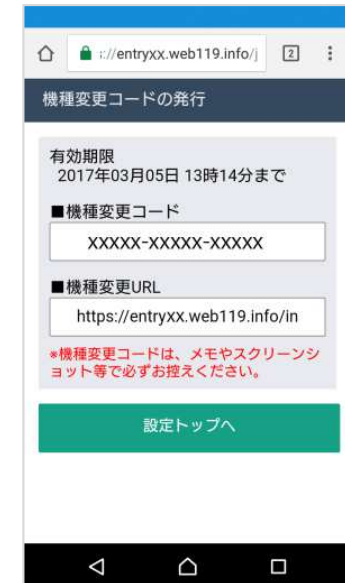 ://entryxx.web119.info/j
2
機種変更コードの発行
有効期限
2017年03月05日 13時14分まで
■機種変更コード
XXXXX-XXXXX-XXXXX
■機種変更URL
https://entryxx.web119.info/in
*機種変更コードは、メモやスクリーンシ
ョット等で必ずお控えください。
設定トップへ